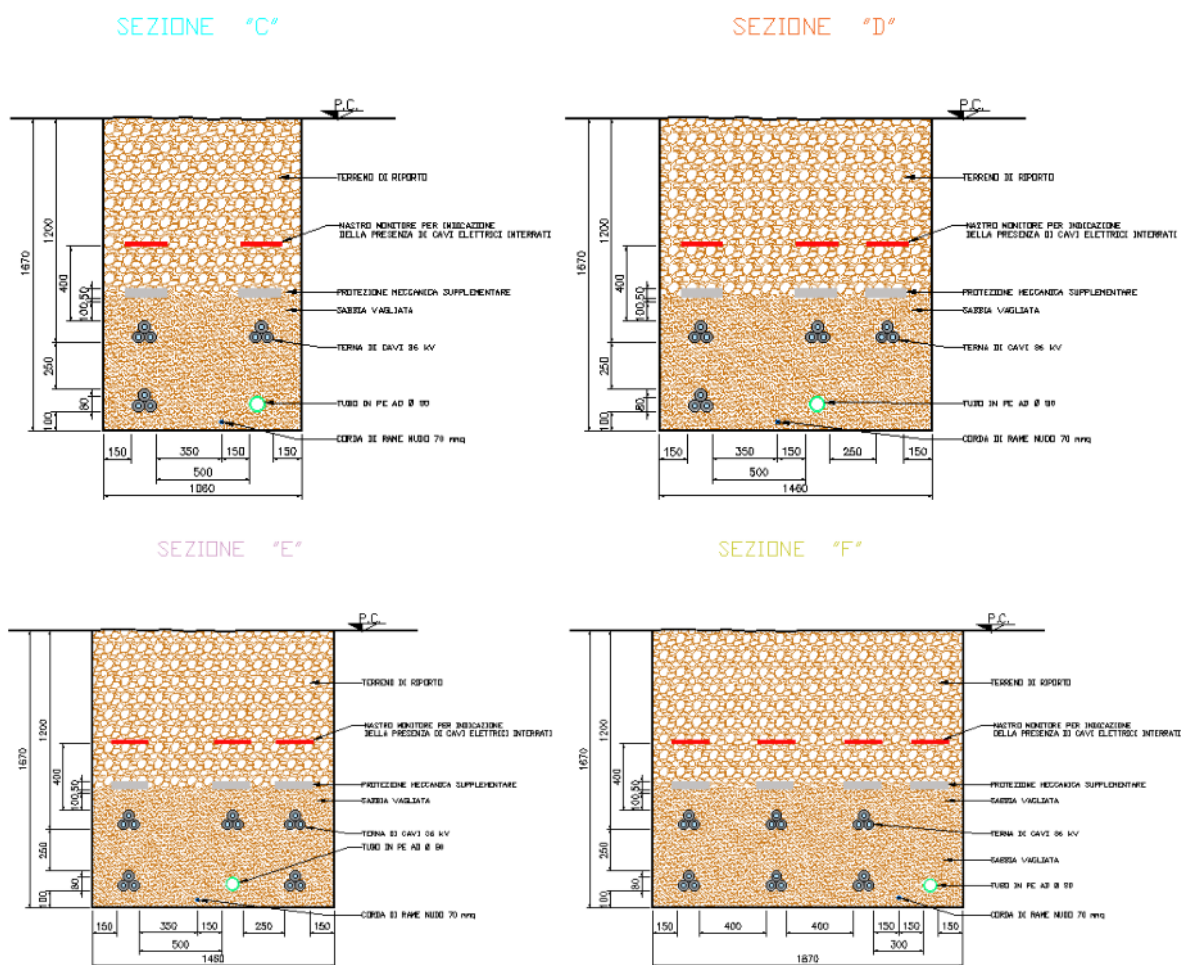 SEZIONE "C"
P.C.
TERRENO DI RIPORTO
NASTRO MONITORE PER INDICAZIONE
DELLA PRESENZA DI CAVI ELETTRICI INTERRATI
PROTEZIONE MECCANICA SUPPLEMENTARE
SABBIA VAGLIATA
TERNA DI CAVI 36 kV
TUBO IN PE AD Ø 90
CORDA DI RAME NUDO 70 mmq
1670
1200
400
100,50
250
80
100
150
350
150
150
500
1060
SEZIONE "D"
P.C.
TERRENO DI RIPORTO
NASTRO MONITORE PER INDICAZIONE
DELLA PRESENZA DI CAVI ELETTRICI INTERRATI
PROTEZIONE MECCANICA SUPPLEMENTARE
SABBIA VAGLIATA
TERNA DI CAVI 36 kV
TUBO IN PE AD Ø 90
CORDA DI RAME NUDO 70 mmq
1670
1200
400
100,50
250
80
100
150
350
150
250
150
500
1460
SEZIONE "E"
P.C.
TERRENO DI RIPORTO
NASTRO MONITORE PER INDICAZIONE
DELLA PRESENZA DI CAVI ELETTRICI INTERRATI
PROTEZIONE MECCANICA SUPPLEMENTARE
SABBIA VAGLIATA
TERNA DI CAVI 36 kV
TUBO IN PE AD Ø 90
CORDA DI RAME NUDO 70 mmq
1670
1200
400
100,50
250
80
100
150
350
150
250
150
500
1460
SEZIONE "F"
P.C.
TERRENO DI RIPORTO
NASTRO MONITORE PER INDICAZIONE
DELLA PRESENZA DI CAVI ELETTRICI INTERRATI
PROTEZIONE MECCANICA SUPPLEMENTARE
SABBIA VAGLIATA
TERNA DI CAVI 36 kV
SABBIA VAGLIATA
TUBO IN PE AD Ø 90
CORDA DI RAME NUDO 70 mmq
1670
1200
400
100,50
250
80
100
150
400
400
150
150
150
300
1870